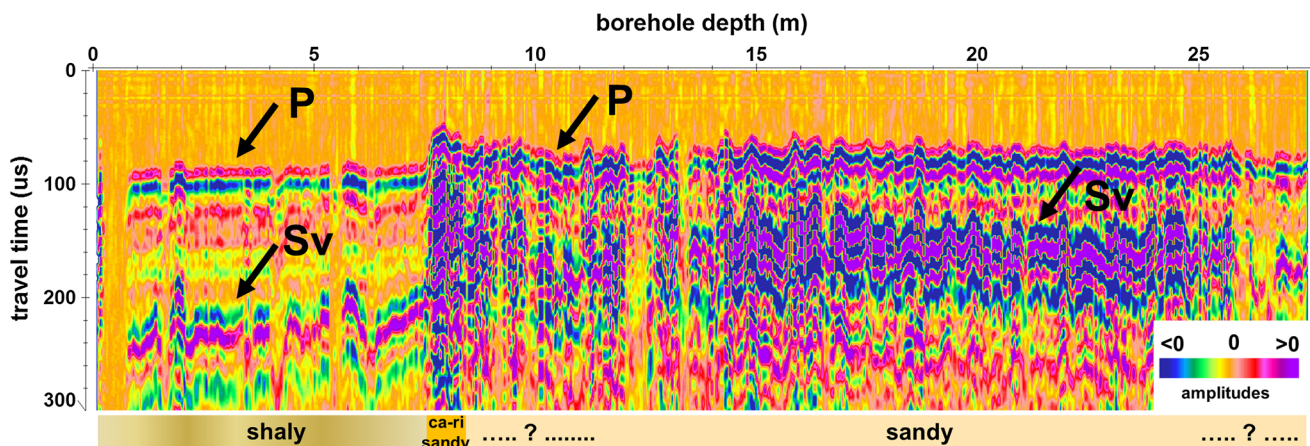 borehole depth (m)
0 5 10 15 20 25
travel time (us)
0
100
200
300
P
P
Sv
Sv
<0 0 >0
amplitudes
shaly
ca-ri
sandy
..... ? ........
sandy
..... ? .....